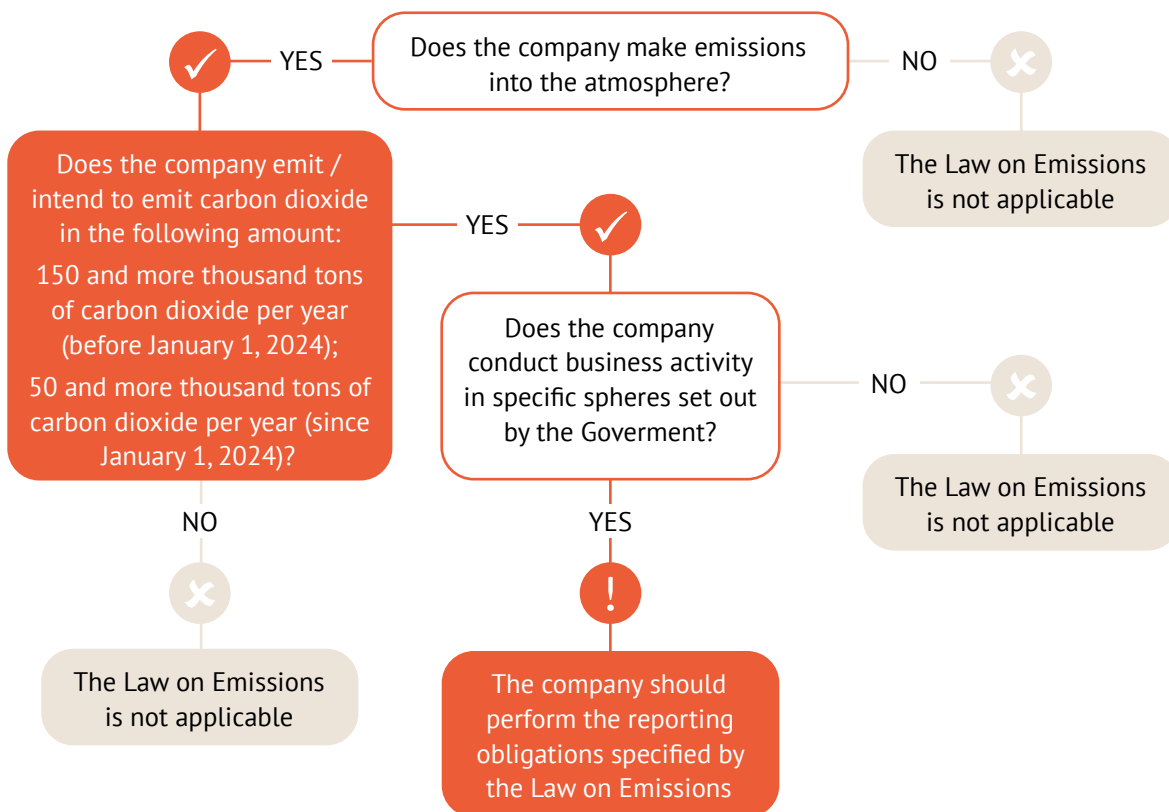 Does the company make emissions
into the atmosphere?
YES
NO
The Law on Emissions
is not applicable
Does the company emit /
intend to emit carbon dioxide
in the following amount:
150 and more thousand tons
of carbon dioxide per year
(before January 1, 2024);
50 and more thousand tons of
carbon dioxide per year (since
January 1, 2024)?
YES
Does the company
conduct business activity
in specific spheres set out
by the Goverment?
NO
The Law on Emissions
is not applicable
NO
The Law on Emissions
is not applicable
YES
!
The company should
perform the reporting
obligations specified by
the Law on Emissions